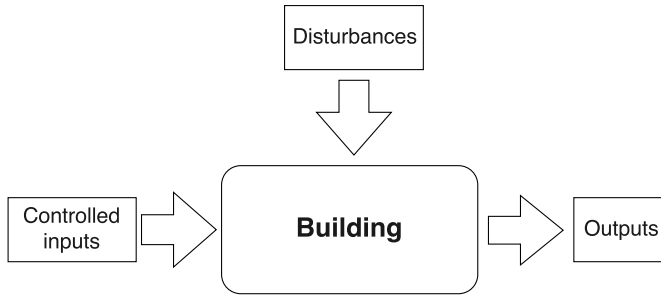 Disturbances
Controlled
inputs
Building
Outputs